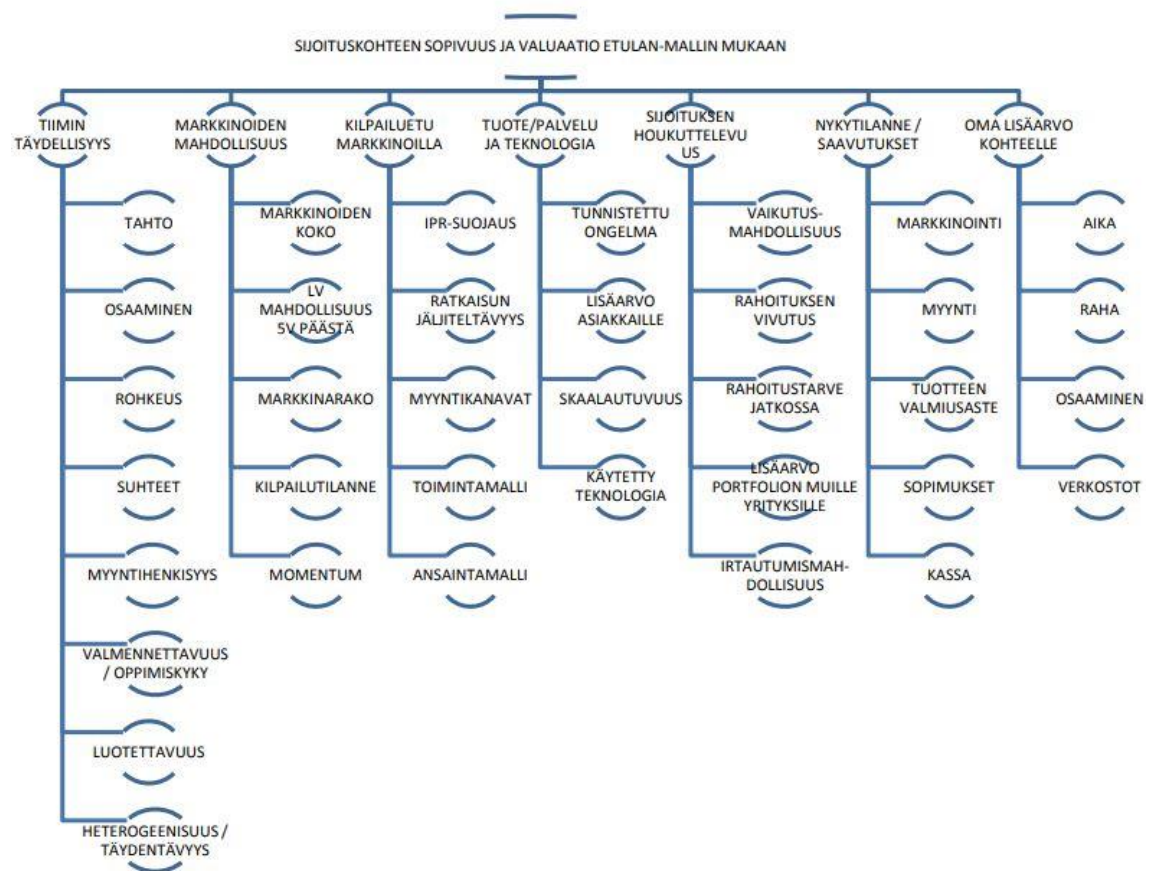 SIJOITUSKOHTEEN SOPIVUUS JA VALUAATIO ETULAN-MALLIN MUKAAN
TIIMIN
TÄYDELLISYYS
TAHTO
OSAAMINEN
ROHKEUS
SUHTEET
MYYNTIHENKISYYS
VALMENNETTAVUUS
/ OPPIMISKYKY
LUOTETTAVUUS
HETEROGEENISUUS /
TÄYDENTÄVYYS
MARKKINOIDEN
MAHDOLLISUUS
MARKKINOIDEN
KOKO
LV
MAHDOLLISUUS
5V PÄÄSTÄ
MARKKINARAKO
KILPAILUTILANNE
MOMENTUM
KILPAILUETU
MARKKINOILLA
IPR-SUOJAUS
RATKAISUN
JÄLJITELTÄVYYS
MYYNTIKANAVAT
TOIMINTAMALLI
ANSAINTAMALLI
TUOTE/PALVELU
JA TEKNOLOGIA
TUNNISTETTU
ONGELMA
LISÄARVO
ASIAKKAILLE
SKAALAUTUVUUS
KÄYTETTY
TEKNOLOGIA
SIJOITUKSEN
HOUKUTTELEVU
US
VAIKUTUS-
MAHDOLLISUUS
RAHOITUKSEN
VIVUTUS
RAHOITUSTARVE
JATKOSSA
LISÄARVO
PORTFOLION MUILLE
YRITYKSILLE
IRTAUTUMISMAH-
DOLLISUUS
NYKYTILANNE /
SAAVUTUKSET
MARKKINOINTI
MYYNTI
TUOTTEEN
VALMIUSASTE
SOPIMUKSET
KASSA
OMA LISÄARVO
KOHTEELLE
AIKA
RAHA
OSAAMINEN
VERKOSTOT